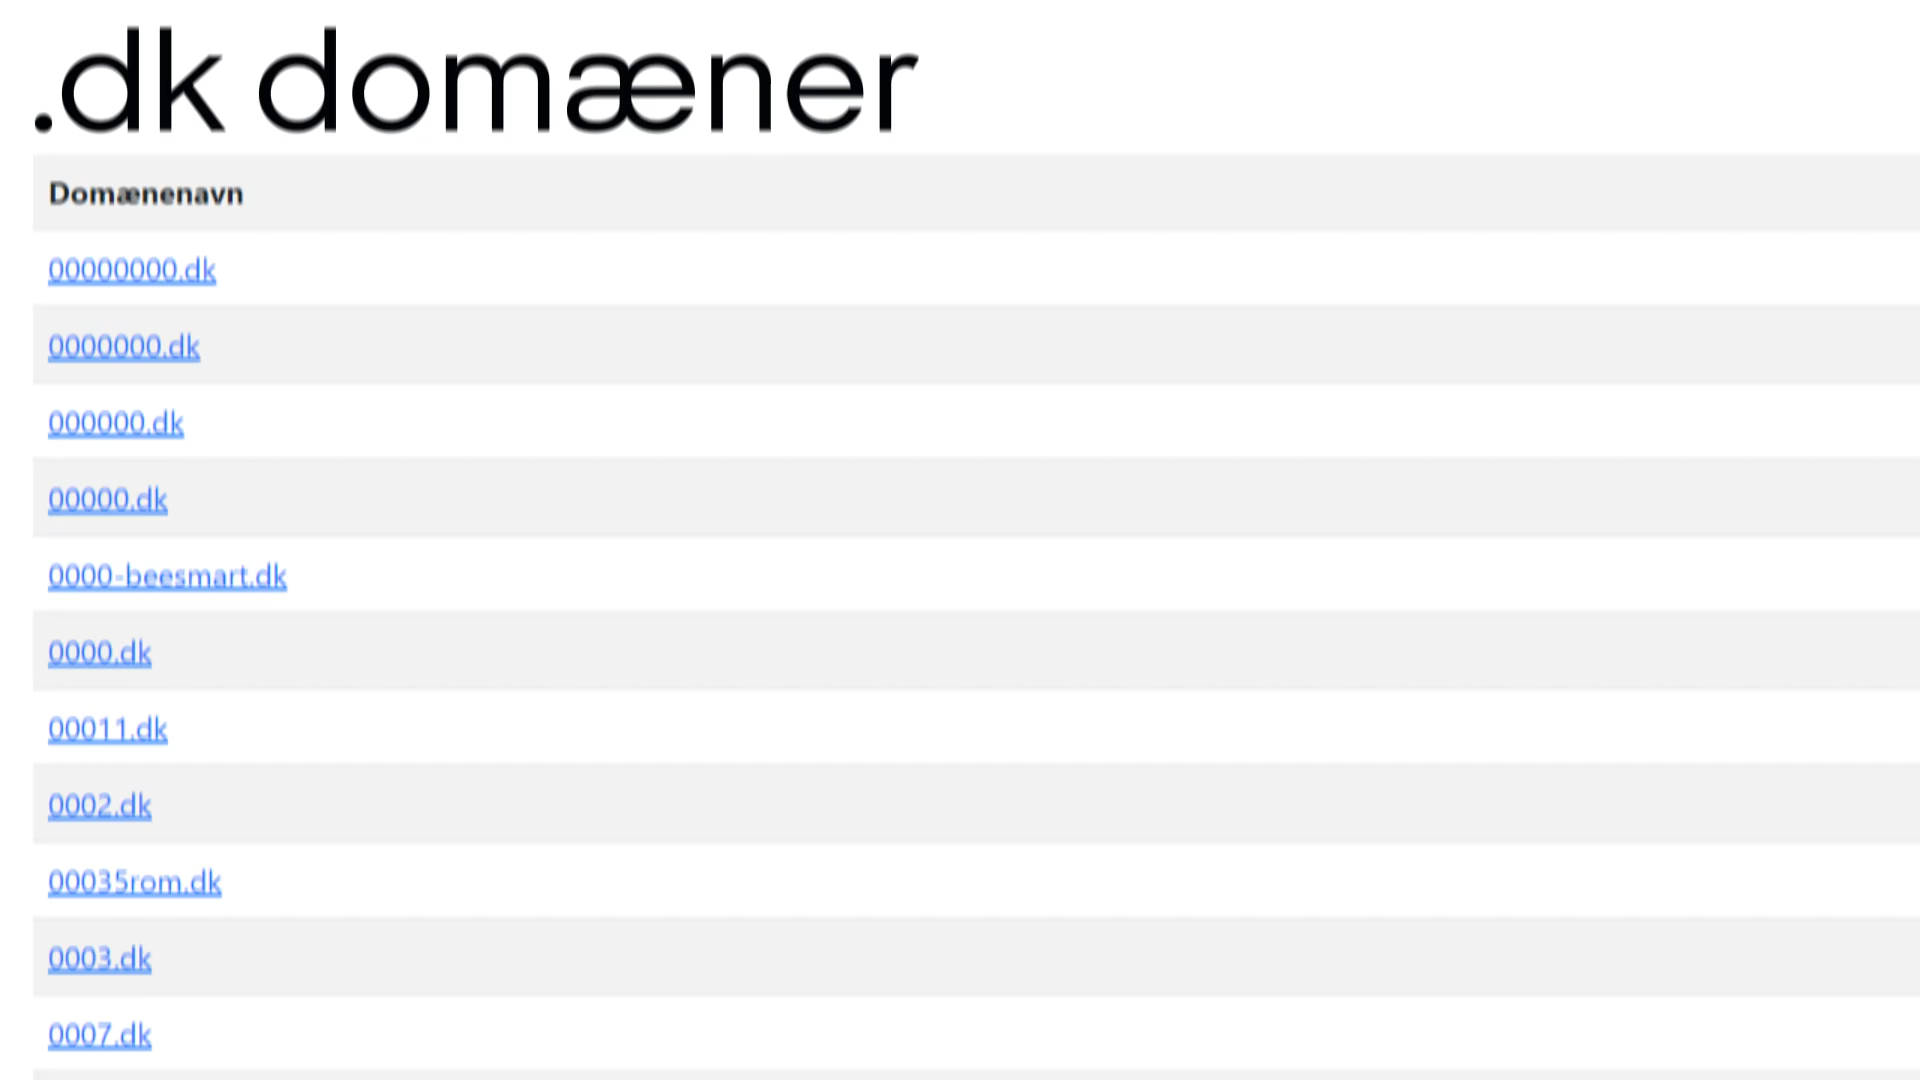 .dk domæner
Domænenavn
00000000.dk
0000000.dk
000000.dk
00000.dk
0000-beesmart.dk
0000.dk
00011.dk
0002.dk
00035rom.dk
0003.dk
0007.dk